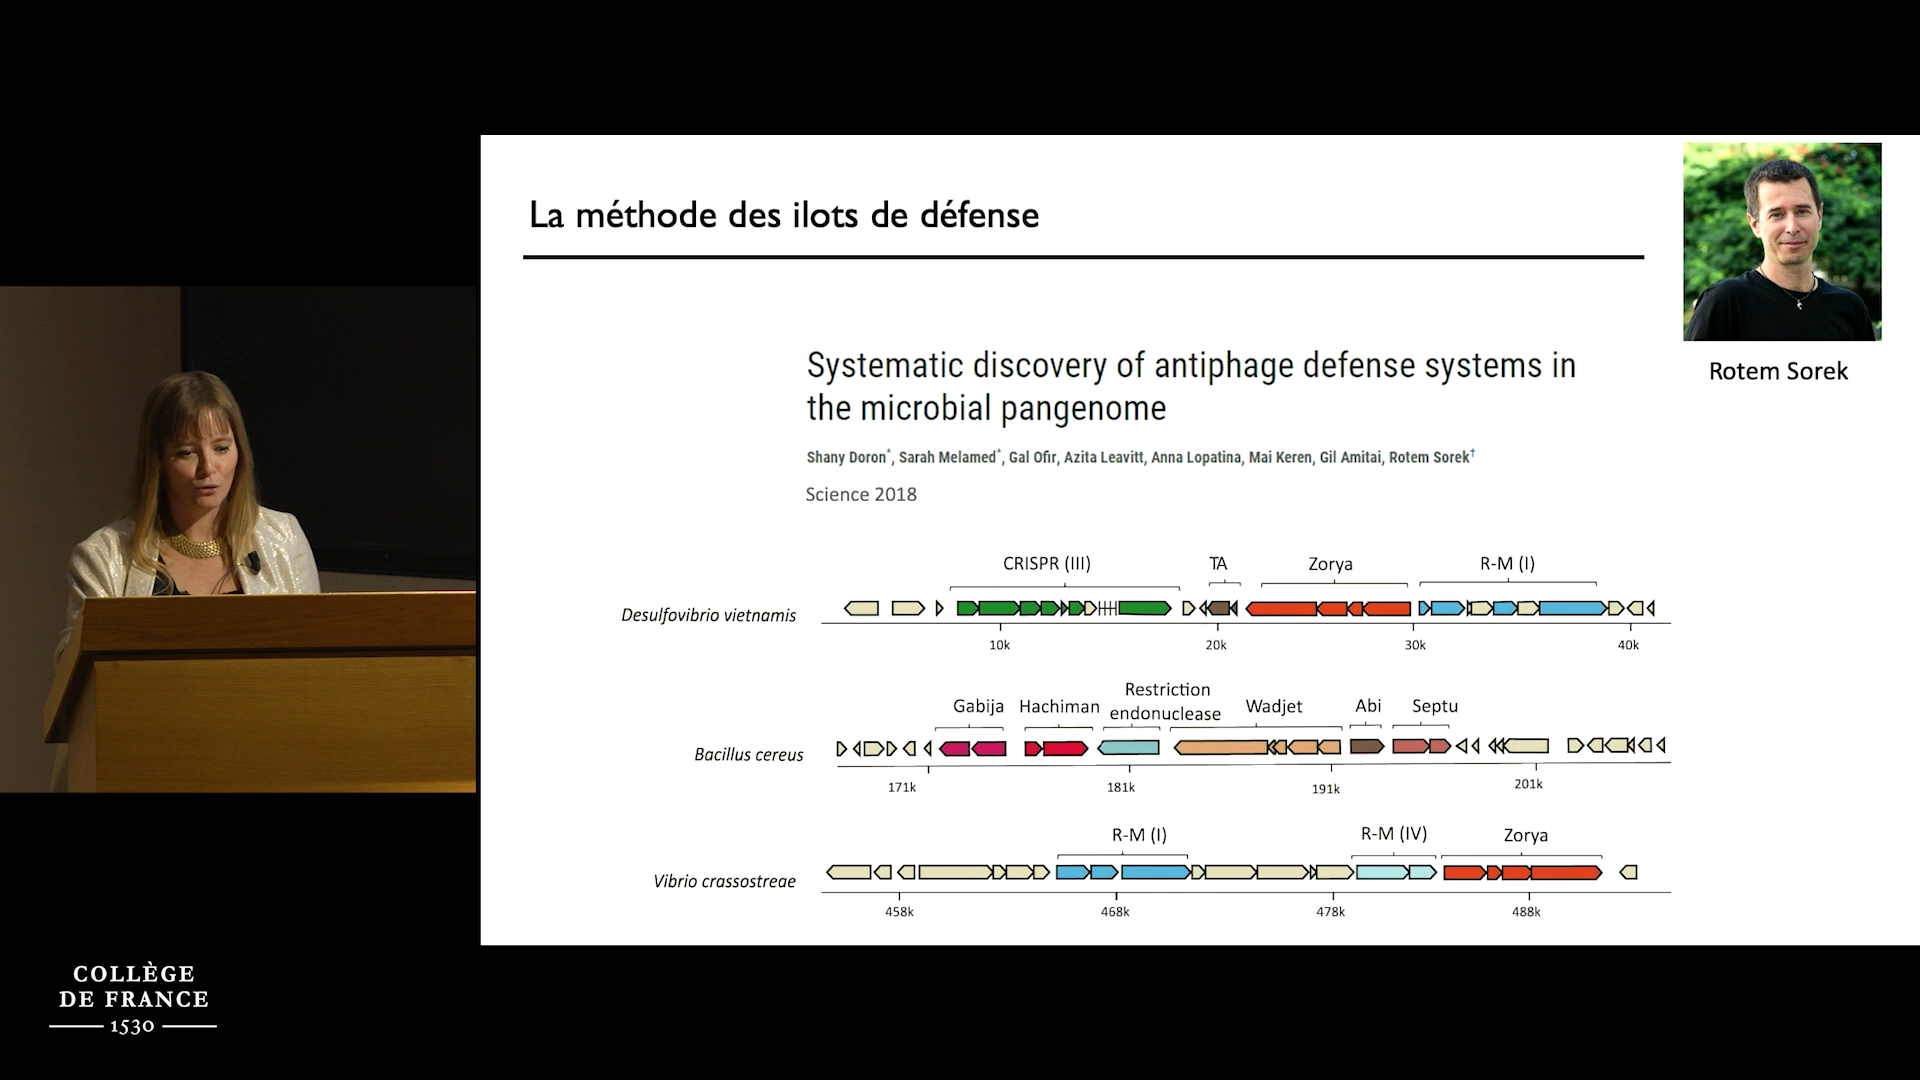 La méthode des ilots de défense
Rotem Sorek
Systematic discovery of antiphage defense systems in
the microbial pangenome
Shany Doron*, Sarah Melamed*, Gal Ofir, Azita Leavitt, Anna Lopatina, Mai Keren, Gil Amitai, Rotem Sorek†
Science 2018
CRISPR (III) TA Zorya R-M (I)
Desulfovibrio vietnamis
10k 20k 30k 40k
Gabija Hachiman Restriction
endonuclease Wadjet Abi Septu
Bacillus cereus
171k 181k 191k 201k
R-M (I) R-M (IV) Zorya
Vibrio crassostreae
458k 468k 478k 488k
COLLÈGE
DE FRANCE
1530